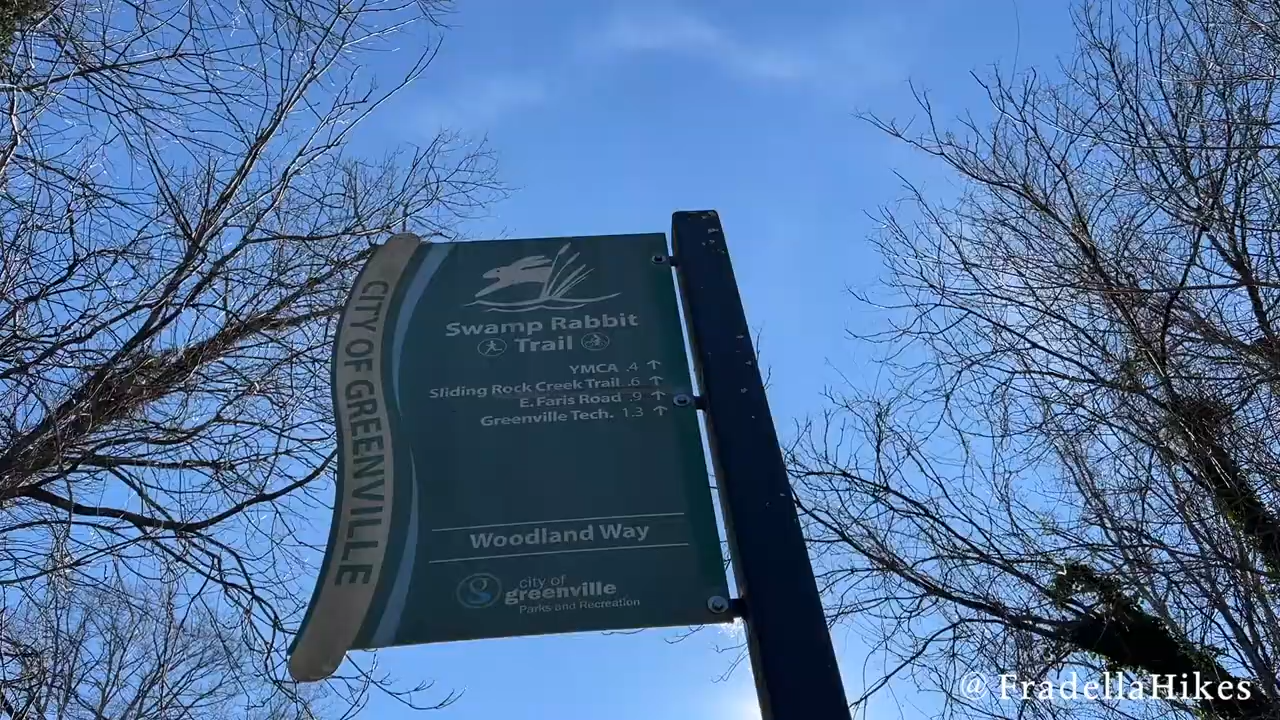 CITY OF GREENVILLE
Swamp Rabbit
Trail
YMCA .4 ↑
Sliding Rock Creek Trail .6 ↑
E. Faris Road .9 ↑
Greenville Tech. 1.3 ↑
Woodland Way
g
city of
greenville
Parks and Recreation
@FradellaHikes